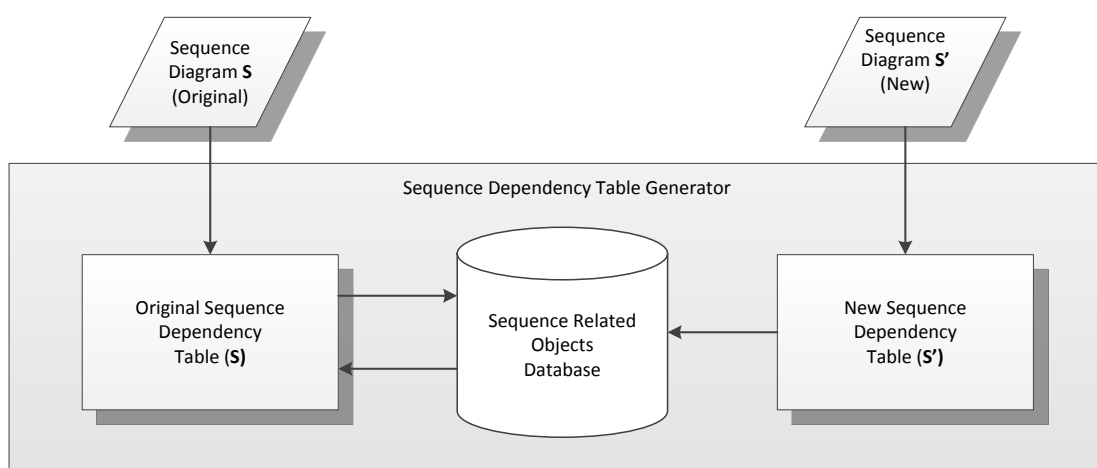 Sequence
Diagram S
(Original)
Sequence
Diagram S’
(New)
Sequence Dependency Table Generator
Original Sequence
Dependency
Table (S)
Sequence Related
Objects
Database
New Sequence
Dependency
Table (S’)